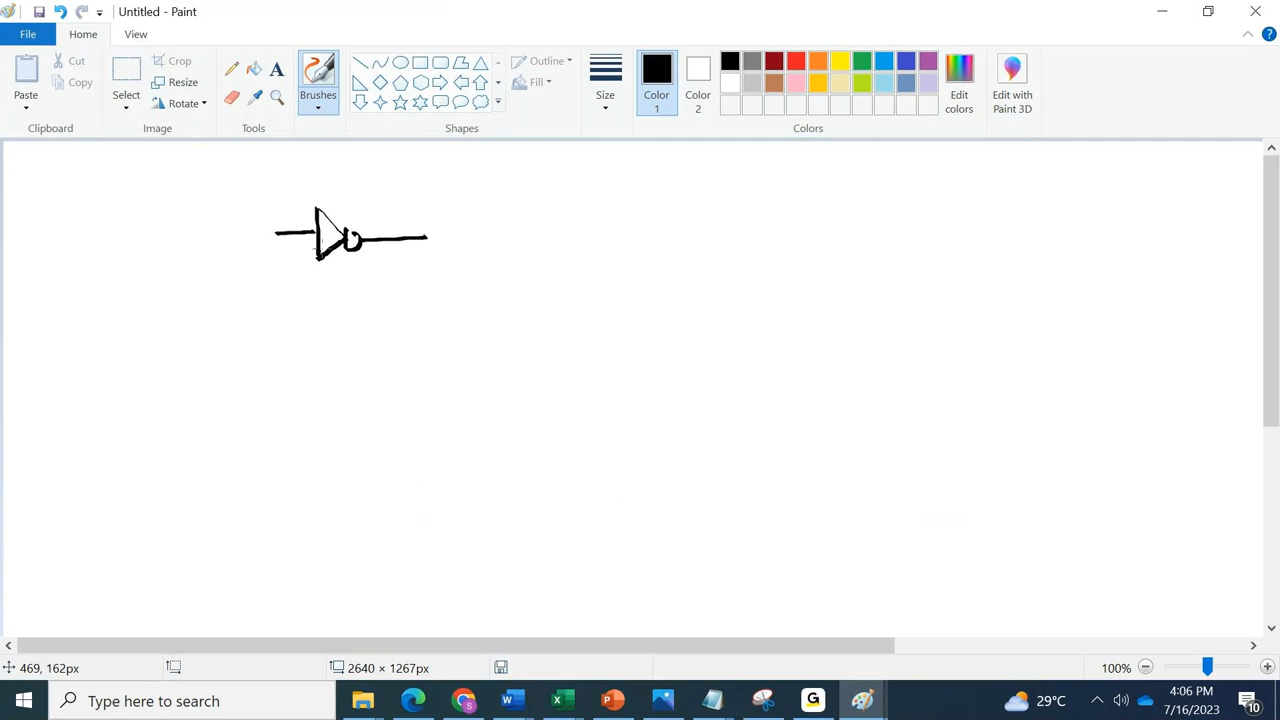 Untitled - Paint
File Home View
Paste
Cut
Copy
Clipboard
Select
Crop
Resize
Rotate
Image
A
Tools
Brushes
Shapes
Outline
Fill
Size
Color 1
Color 2
Edit colors
Colors
Edit with Paint 3D
469, 162px
2640 × 1267px
100%
Type here to search
29°C
4:06 PM
7/16/2023
10